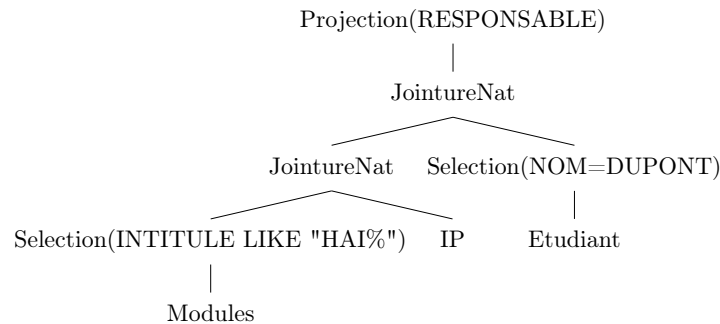 Projection(RESPONSABLE)
JointureNat
JointureNat Selection(NOM=DUPONT)
Selection(INTITULE LIKE "HAI%") IP Etudiant
Modules